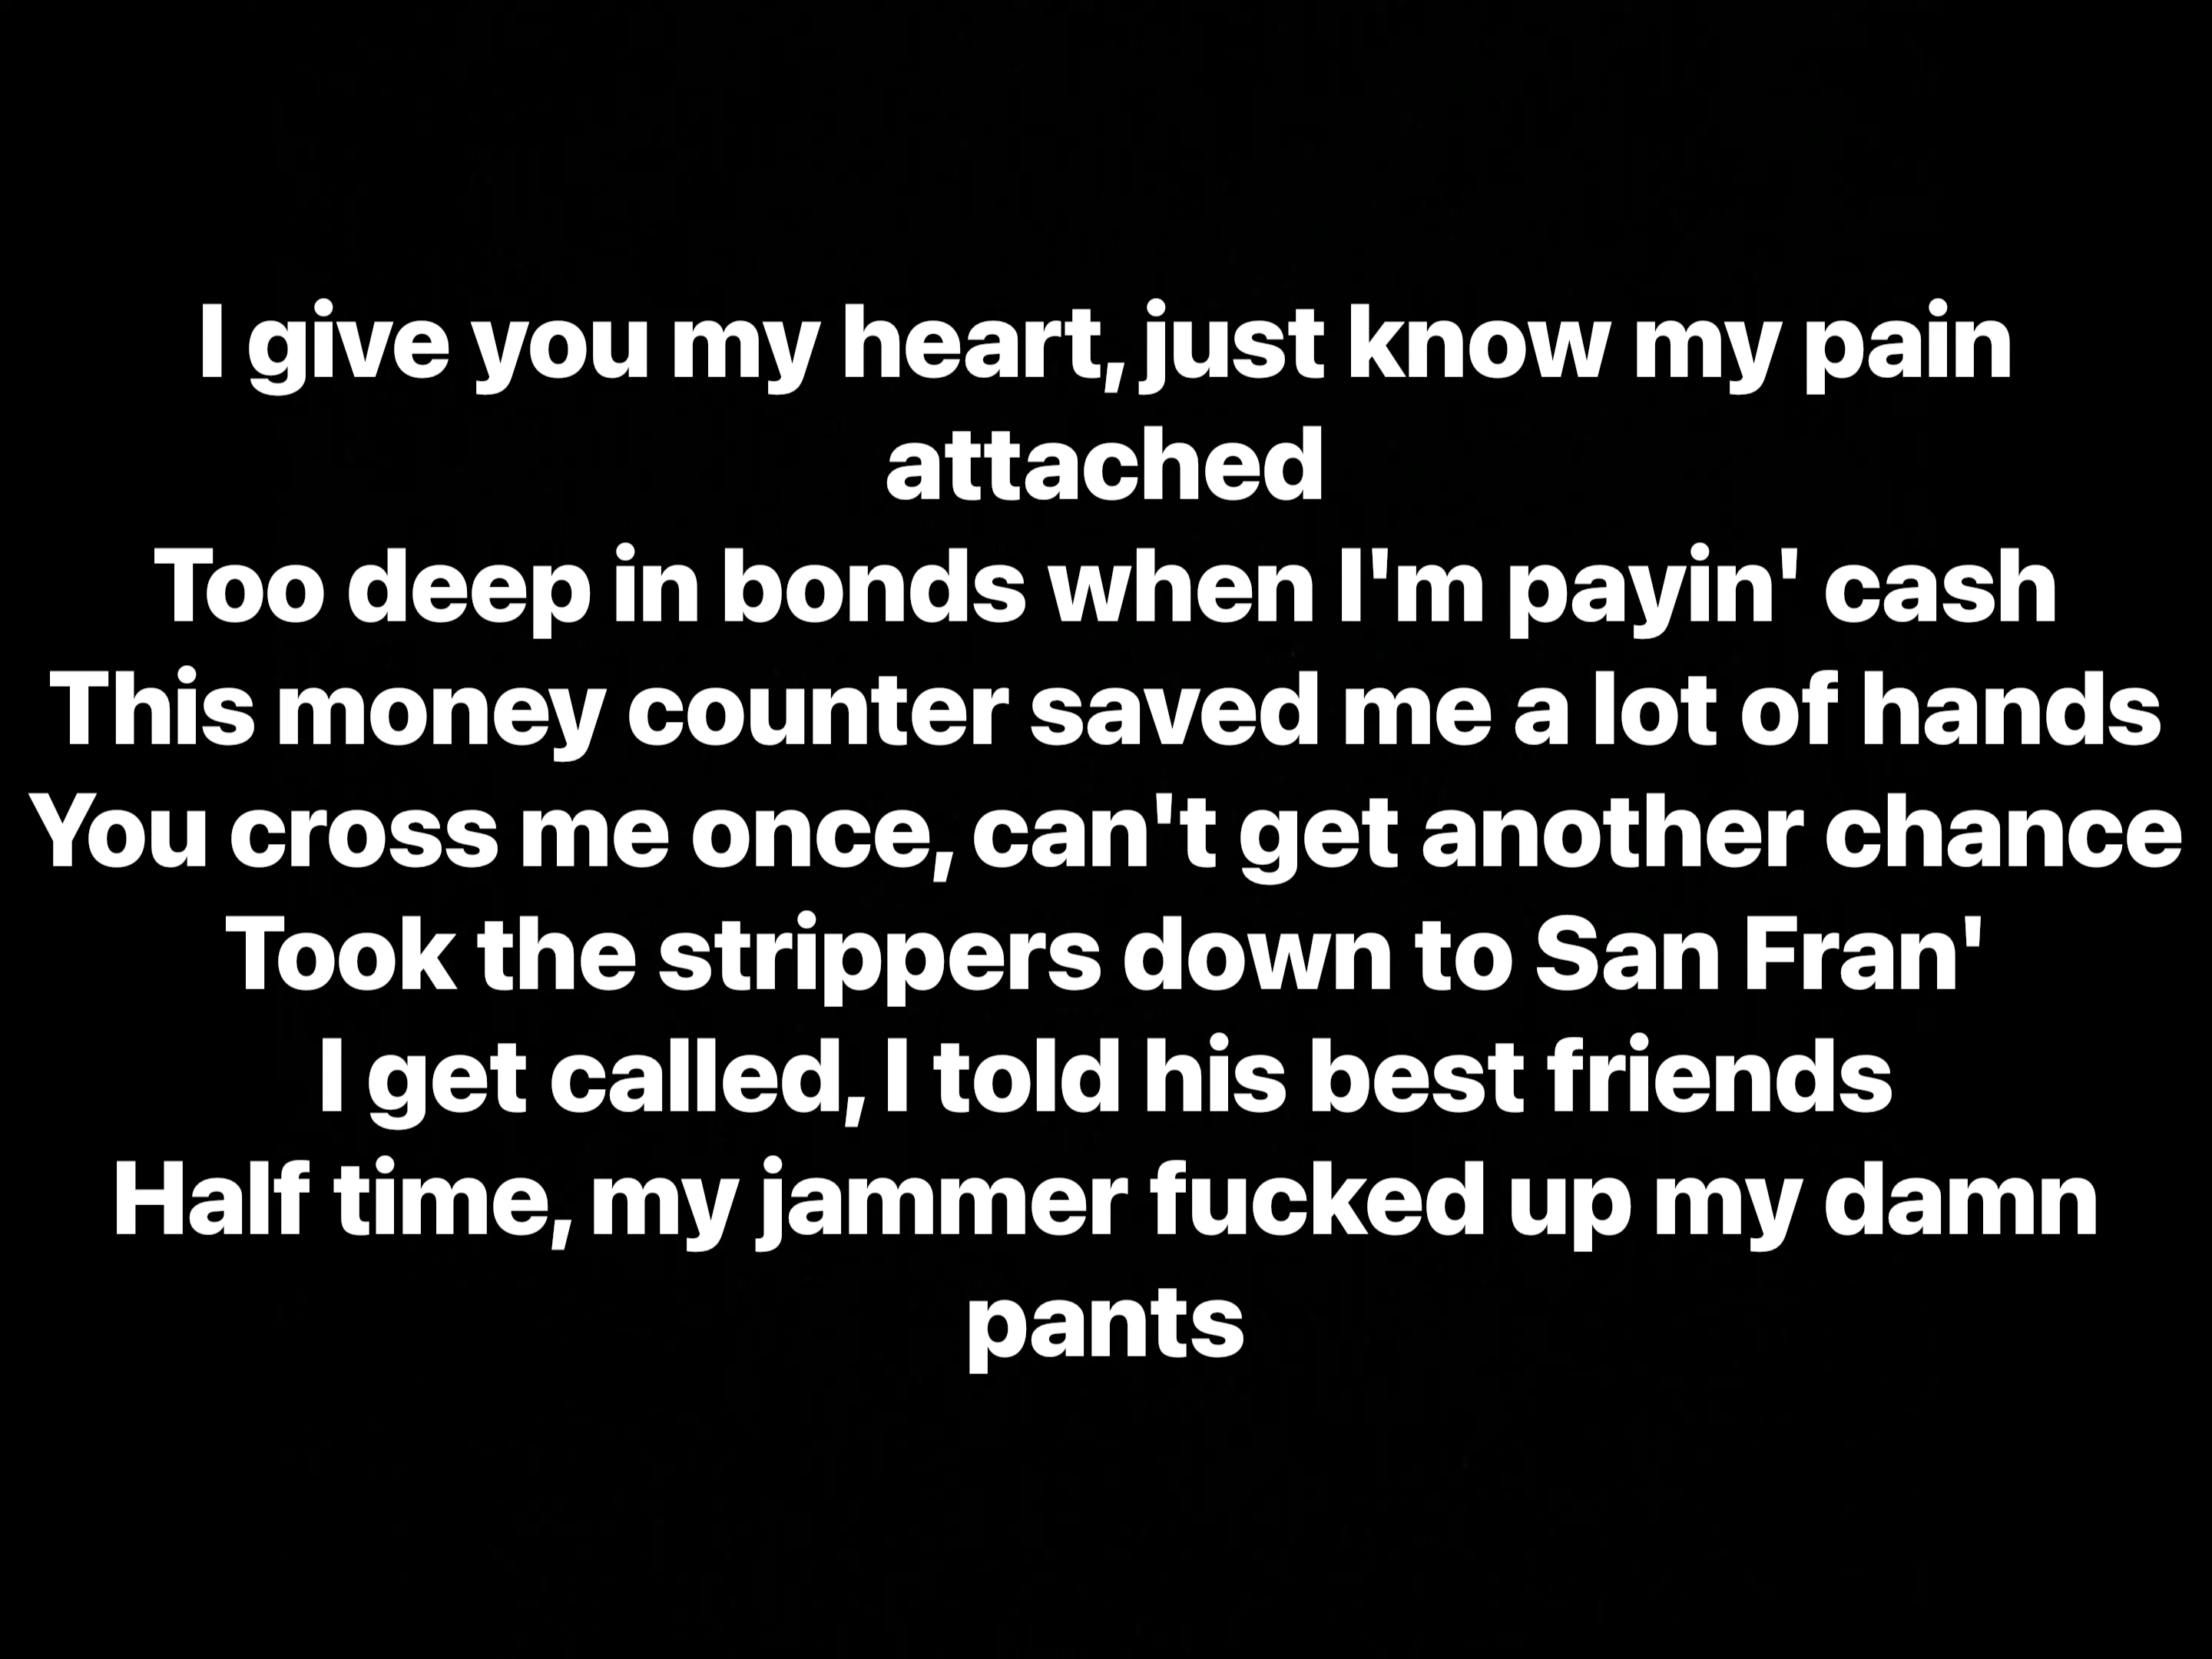 I give you my heart, just know my pain
attached
Too deep in bonds when I'm payin' cash
This money counter saved me a lot of hands
You cross me once, can't get another chance
Took the strippers down to San Fran'
I get called, I told his best friends
Half time, my jammer fucked up my damn
pants